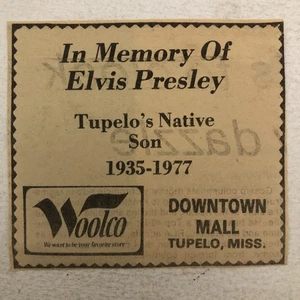 In Memory Of
Elvis Presley
Tupelo's Native
Son
1935-1977
Woolco
We want to be your favorite store
DOWNTOWN
MALL
TUPELO, MISS.